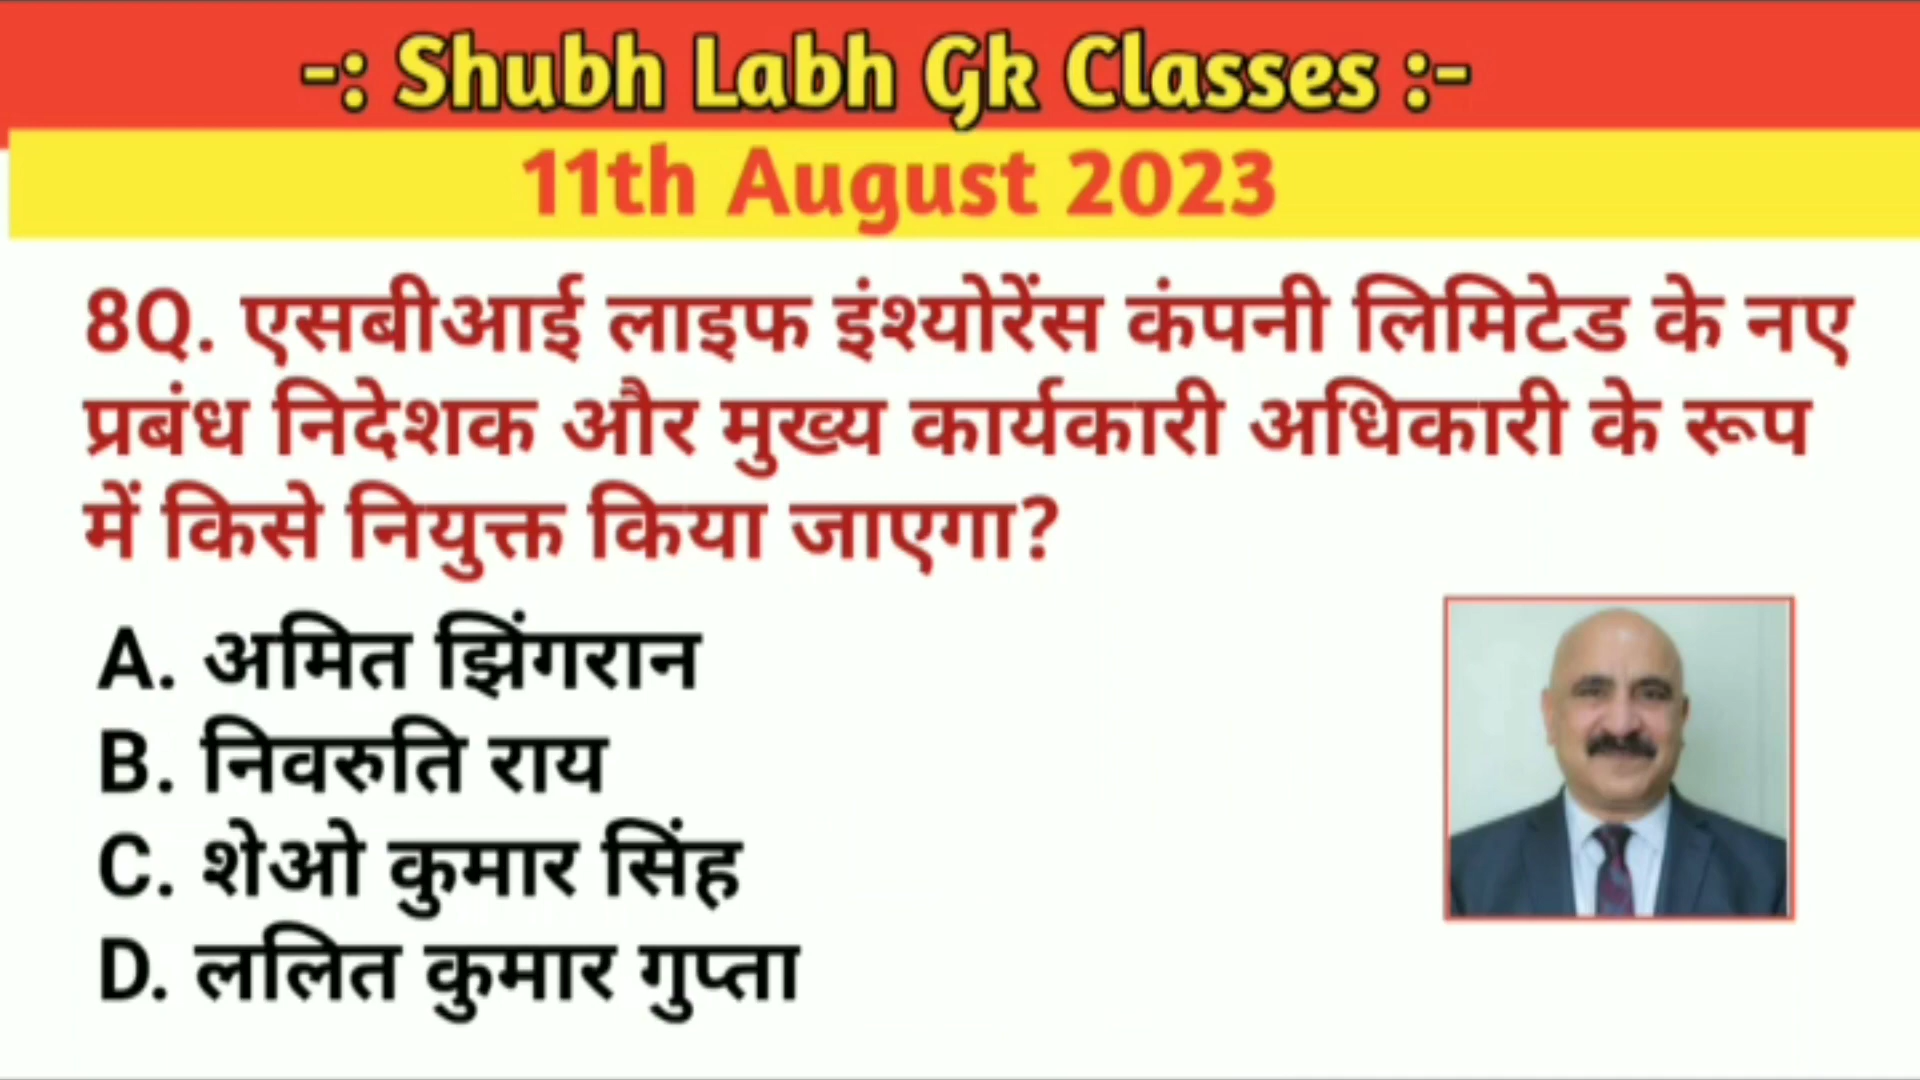 -: Shubh Labh Gk Classes :-
11th August 2023
8Q. एसबीआई लाइफ इंश्योरेंस कंपनी लिमिटेड के नए
प्रबंध निदेशक और मुख्य कार्यकारी अधिकारी के रूप
में किसे नियुक्त किया जाएगा?
A. अमित झिंगरान
B. निवरुति राय
C. शेओ कुमार सिंह
D. ललित कुमार गुप्ता